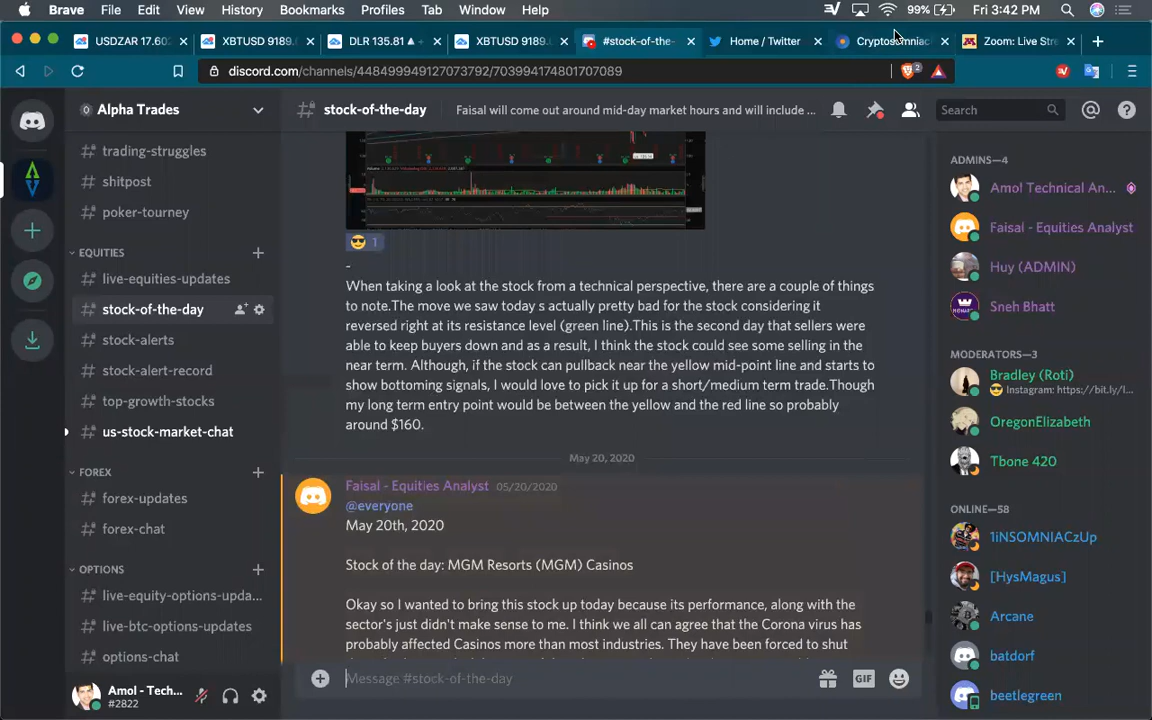 Brave File Edit View History Bookmarks Profiles Tab Window Help 99% Fri 3:42 PM
USDZAR 17.602 XBTUSD 9189. DLR 135.81 ▲ + XBTUSD 9189. #stock-of-the- Home / Twitter Cryptosomniac Zoom: Live Stre
discord.com/channels/448499949127073792/703994174801707089 2
Alpha Trades
stock-of-the-day Faisal will come out around mid-day market hours and will include ... Search
trading-struggles
shitpost
poker-tourney
EQUITIES
live-equities-updates
stock-of-the-day
stock-alerts
stock-alert-record
top-growth-stocks
us-stock-market-chat
FOREX
forex-updates
forex-chat
OPTIONS
live-equity-options-upda...
live-btc-options-updates
options-chat
Amol - Tech...
#2822
1
-
When taking a look at the stock from a technical perspective, there are a couple of things
to note.The move we saw today s actually pretty bad for the stock considering it
reversed right at its resistance level (green line).This is the second day that sellers were
able to keep buyers down and as a result, I think the stock could see some selling in the
near term. Although, if the stock can pullback near the yellow mid-point line and starts to
show bottoming signals, I would love to pick it up for a short/medium term trade.Though
my long term entry point would be between the yellow and the red line so probably
around $160.
May 20, 2020
Faisal - Equities Analyst 05/20/2020
@everyone
May 20th, 2020
Stock of the day: MGM Resorts (MGM) Casinos
Okay so I wanted to bring this stock up today because its performance, along with the
sector's just didn't make sense to me. I think we all can agree that the Corona virus has
probably affected Casinos more than most industries. They have been forced to shut
Message #stock-of-the-day
GIF
ADMINS—4
Amol Technical An...
Faisal - Equities Analyst
Huy (ADMIN)
Sneh Bhatt
MODERATORS—3
Bradley (Roti)
Instagram: https://bit.ly/l...
OregonElizabeth
Tbone 420
ONLINE—58
1iNSOMNIACzUp
[HysMagus]
Arcane
batdorf
beetlegreen